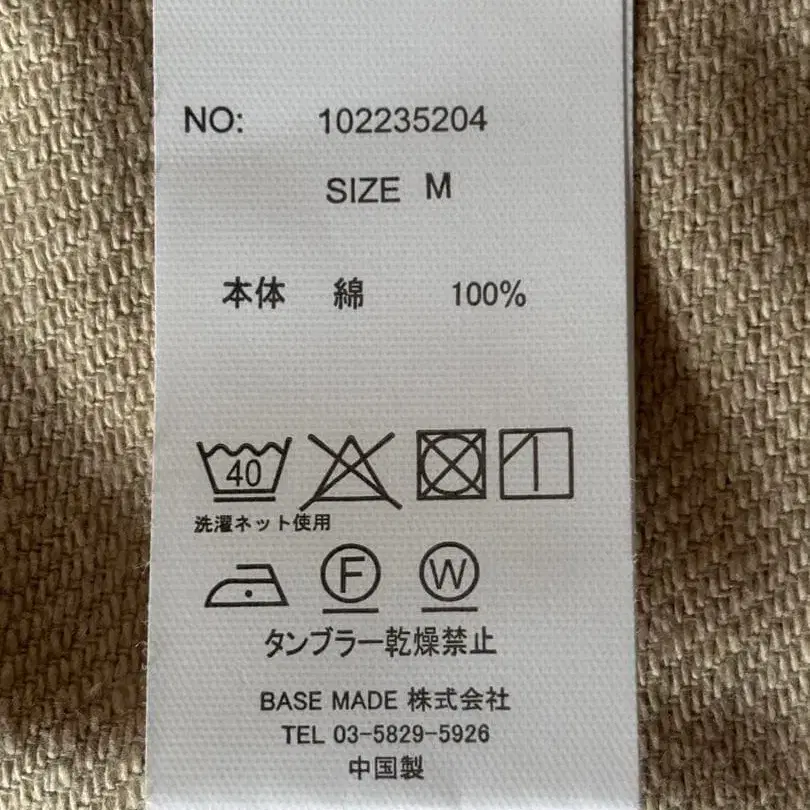 NO: 102235204
SIZE M
本体 綿 100%
40
洗濯ネット使用
F W
タンブラー乾燥禁止
BASE MADE 株式会社
TEL 03-5829-5926
中国製